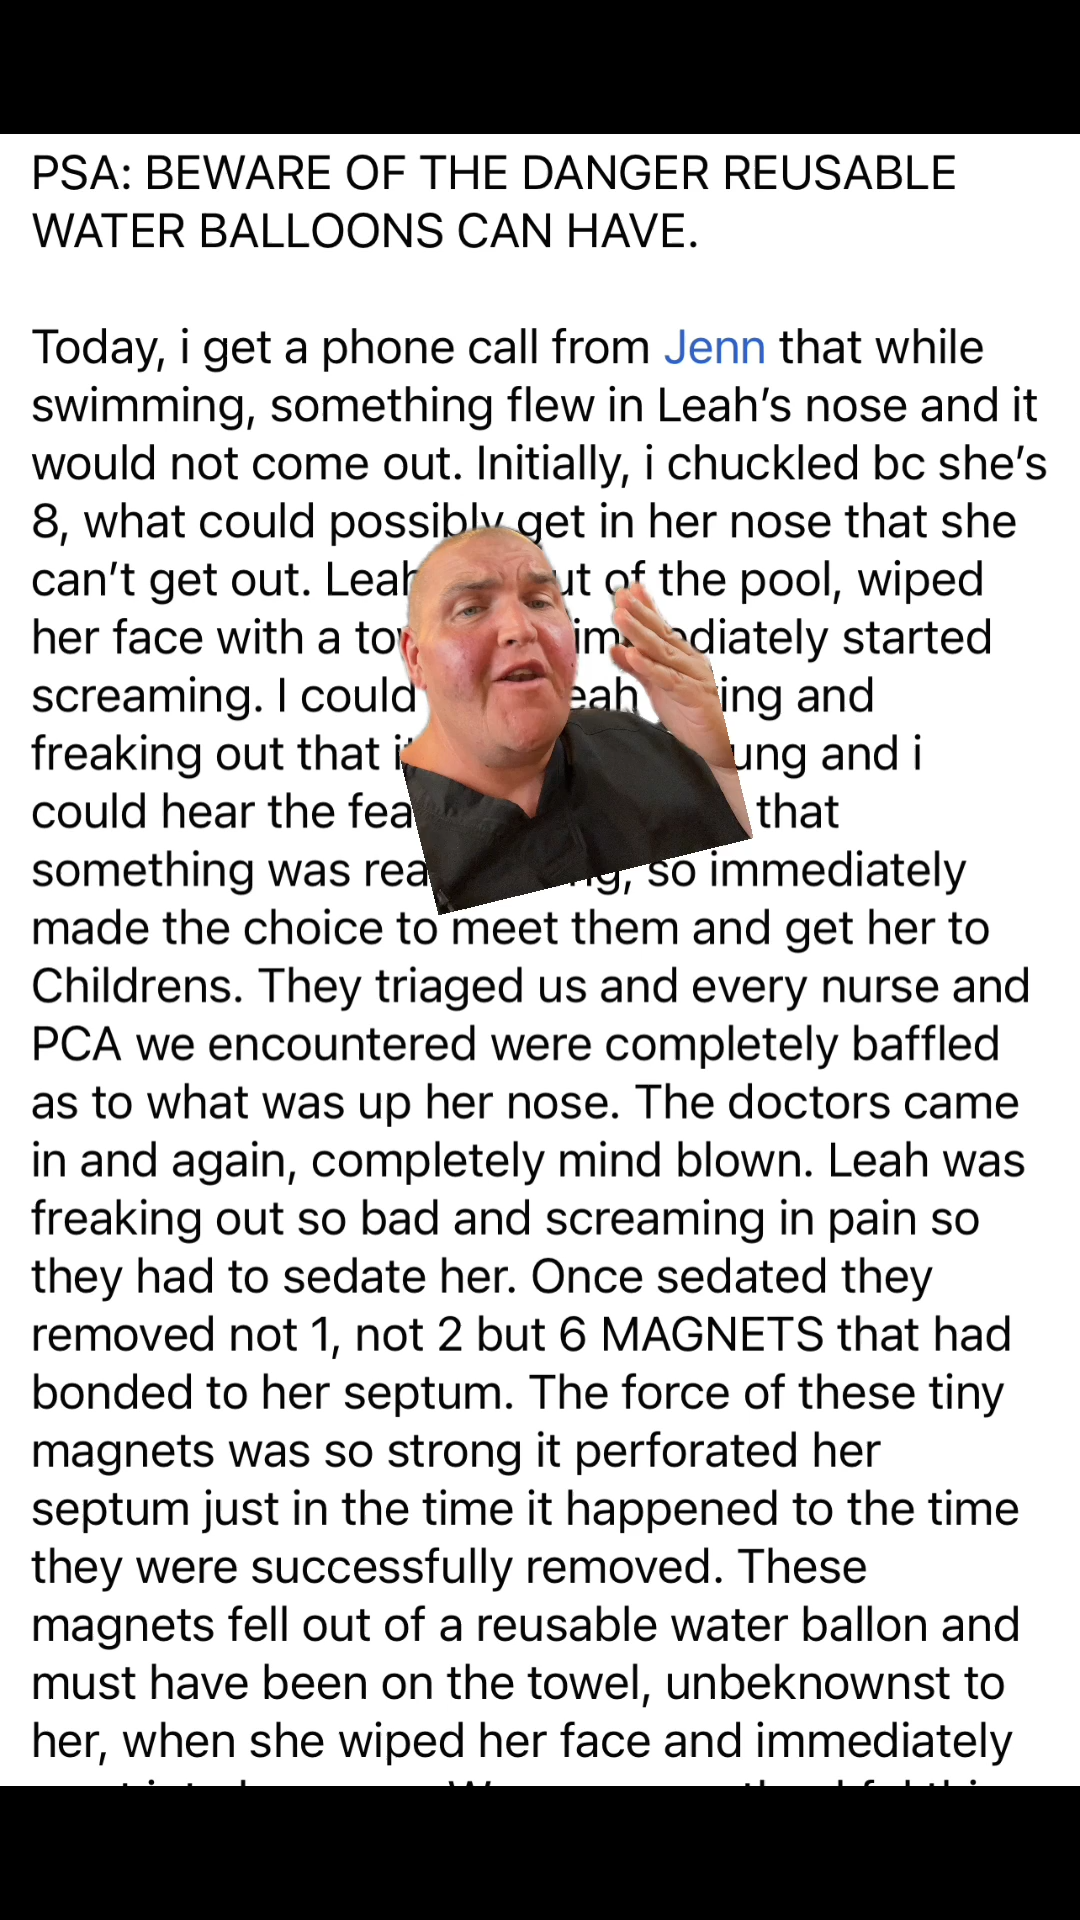 PSA: BEWARE OF THE DANGER REUSABLE
WATER BALLOONS CAN HAVE.
Today, i get a phone call from Jenn that while
swimming, something flew in Leah’s nose and it
would not come out. Initially, i chuckled bc she’s
8, what could possibly get in her nose that she
can’t get out. Leah of the pool, wiped
her face with a started
screaming. I could and
freaking out that and i
could hear the that
something was so immediately
made the choice to meet them and get her to
Childrens. They triaged us and every nurse and
PCA we encountered were completely baffled
as to what was up her nose. The doctors came
in and again, completely mind blown. Leah was
freaking out so bad and screaming in pain so
they had to sedate her. Once sedated they
removed not 1, not 2 but 6 MAGNETS that had
bonded to her septum. The force of these tiny
magnets was so strong it perforated her
septum just in the time it happened to the time
they were successfully removed. These
magnets fell out of a reusable water ballon and
must have been on the towel, unbeknownst to
her, when she wiped her face and immediately